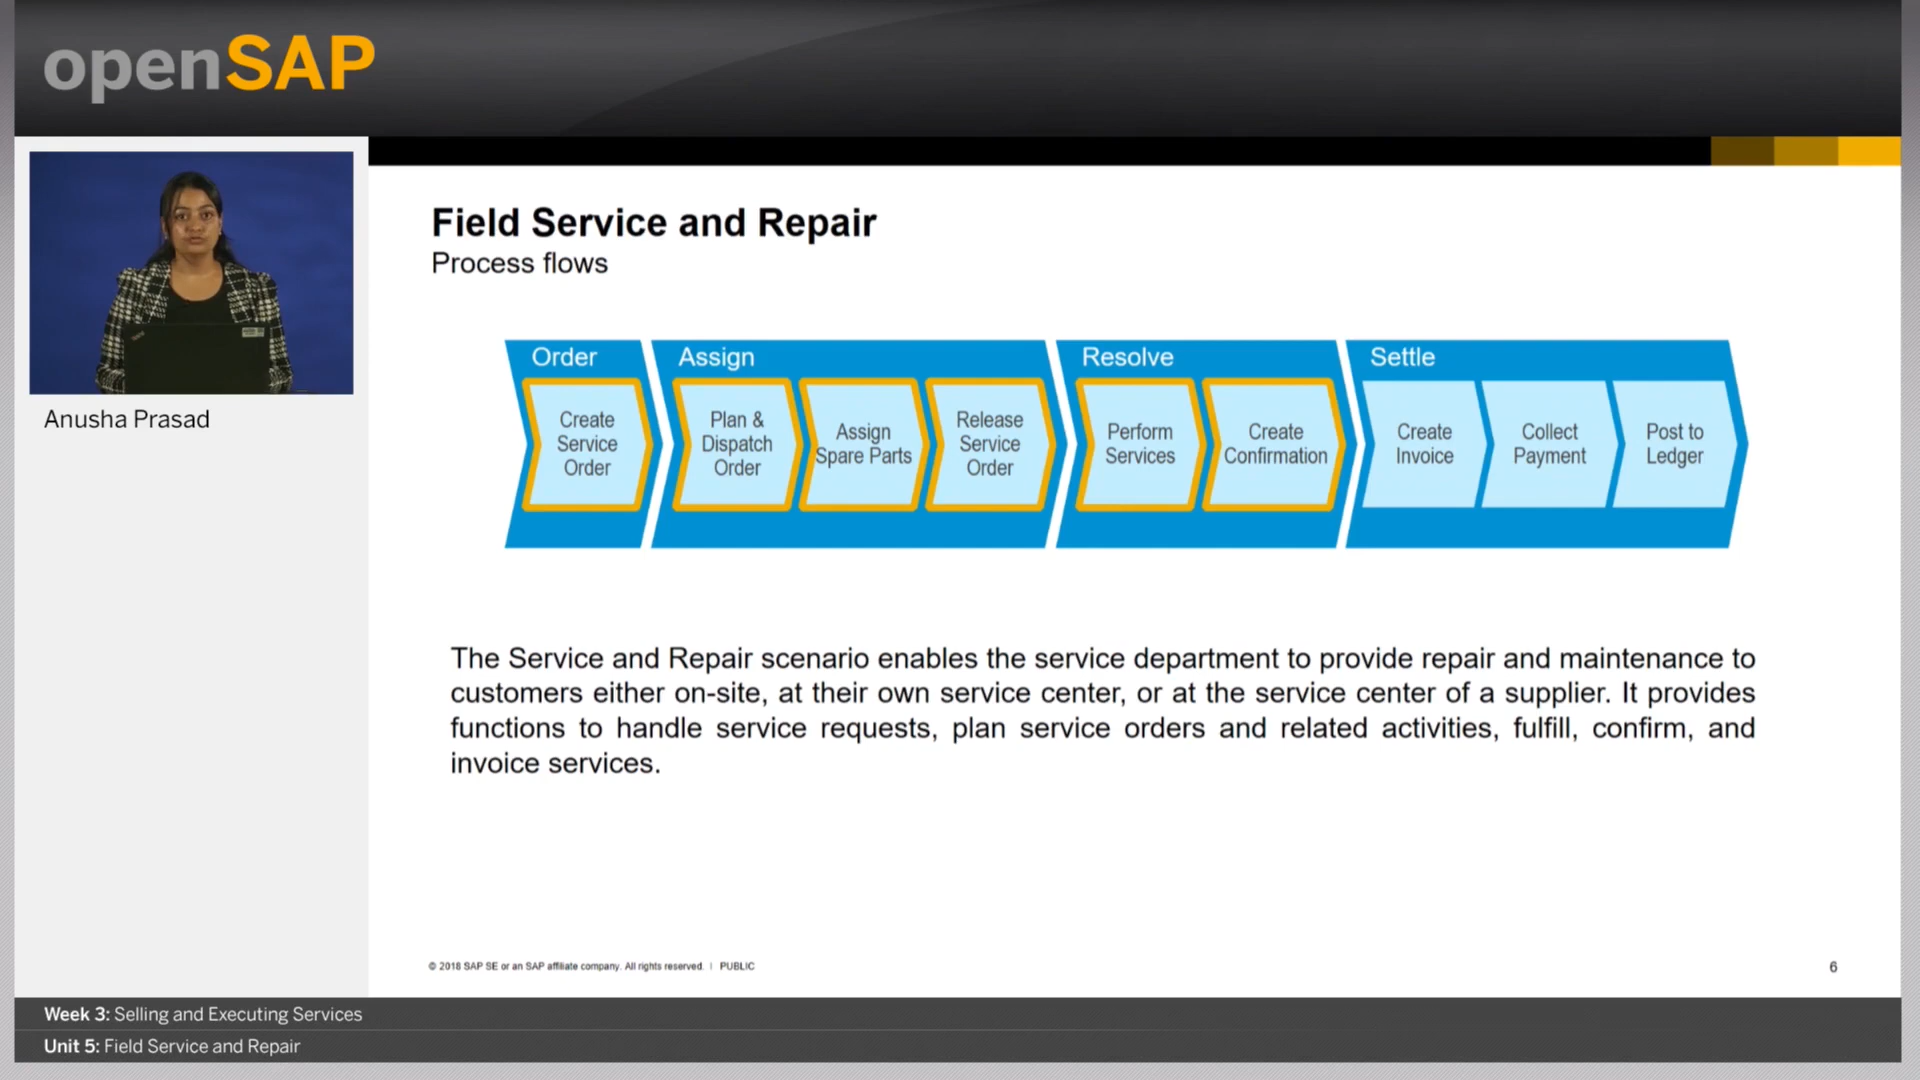 openSAP
Anusha Prasad
Field Service and Repair
Process flows
Order
Create
Service
Order
Assign
Plan &
Dispatch
Order
Assign
Spare Parts
Release
Service
Order
Resolve
Perform
Services
Create
Confirmation
Settle
Create
Invoice
Collect
Payment
Post to
Ledger
The Service and Repair scenario enables the service department to provide repair and maintenance to
customers either on-site, at their own service center, or at the service center of a supplier. It provides
functions to handle service requests, plan service orders and related activities, fulfill, confirm, and
invoice services.
© 2018 SAP SE or an SAP affiliate company. All rights reserved. | PUBLIC
6
Week 3: Selling and Executing Services
Unit 5: Field Service and Repair